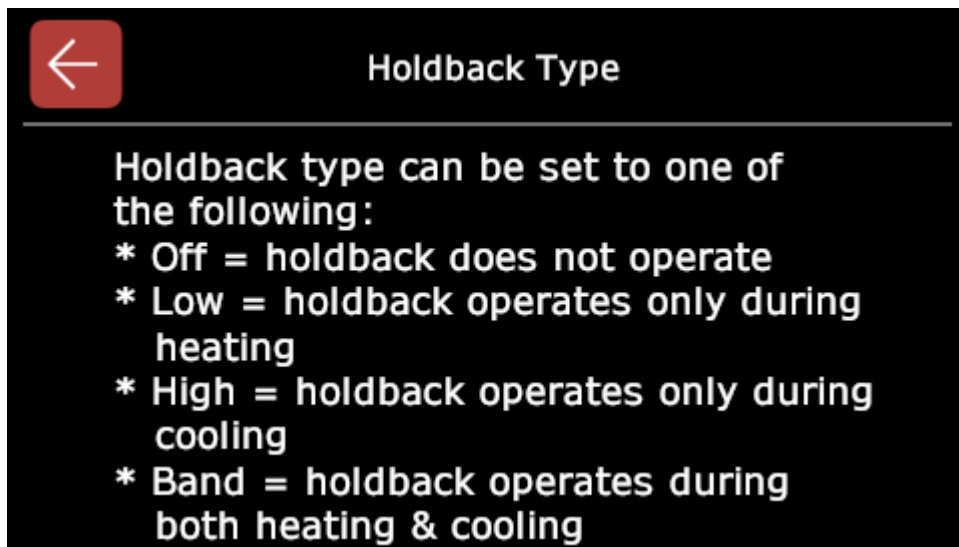 Holdback Type
Holdback type can be set to one of
the following:
* Off = holdback does not operate
* Low = holdback operates only during
heating
* High = holdback operates only during
cooling
* Band = holdback operates during
both heating & cooling